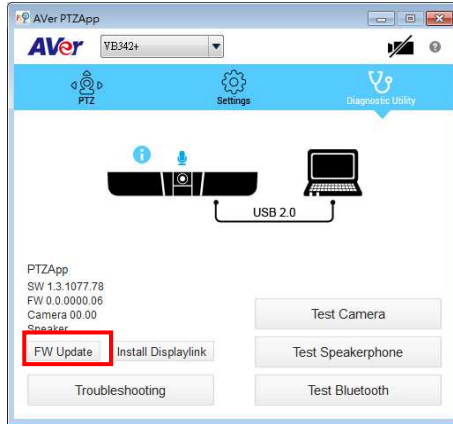 AVer PTZApp
AVer VB342+
PTZ Settings Diagnostic Utility
USB 2.0
PTZApp
SW 1.3.1077.78
FW 0.0.0000.06
Camera 00.00
Speaker
FW Update Install Displaylink
Troubleshooting
Test Camera
Test Speakerphone
Test Bluetooth